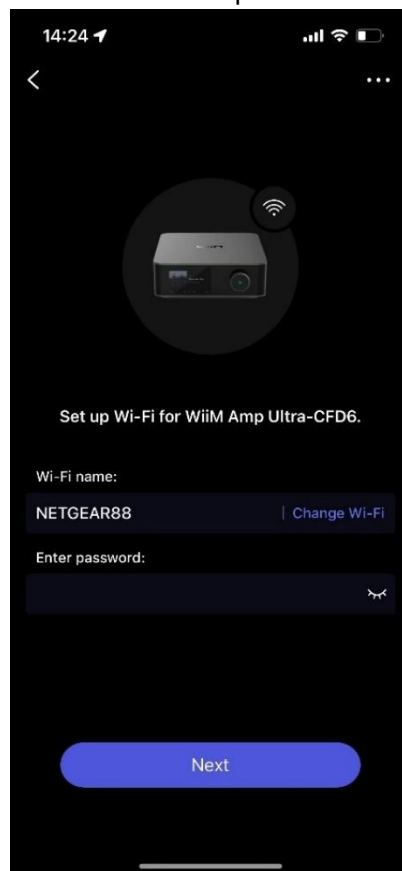 14:24
Set up Wi-Fi for WiiM Amp Ultra-CFD6.
Wi-Fi name:
NETGEAR88 | Change Wi-Fi
Enter password:
Next